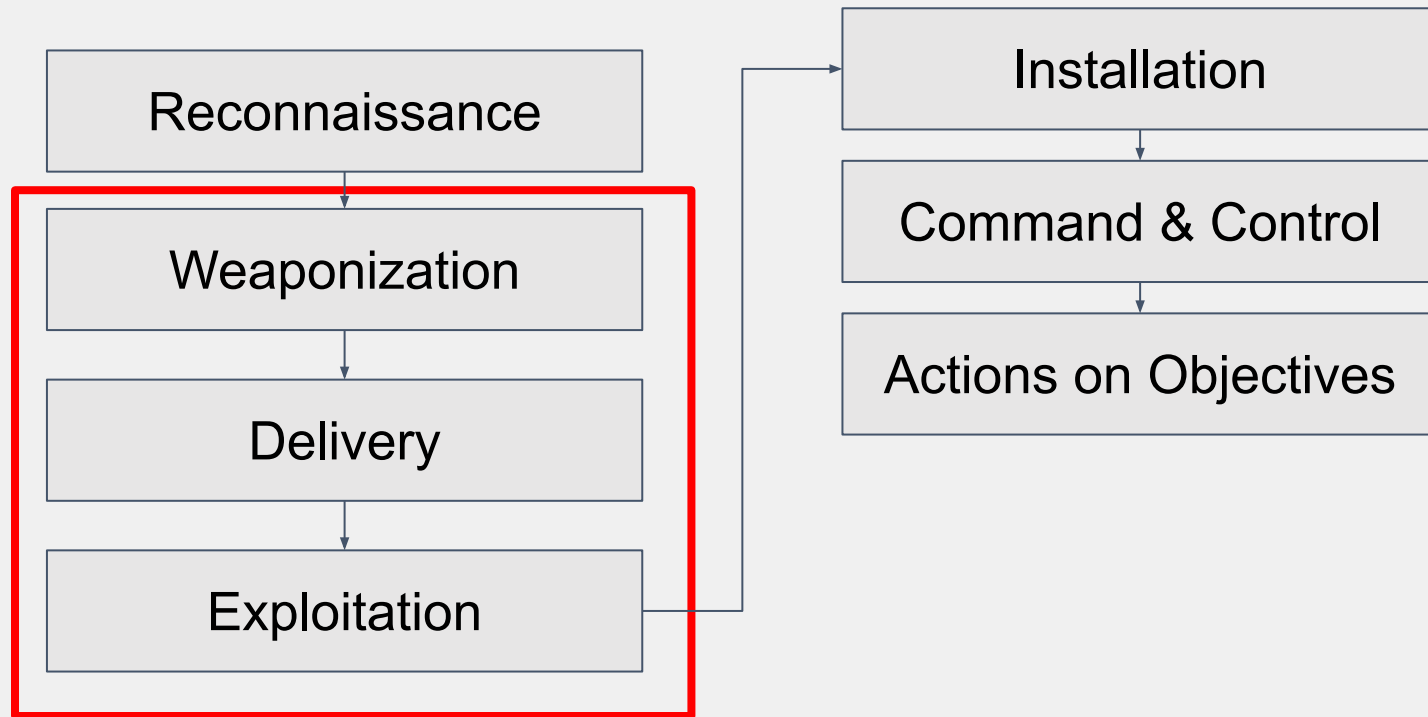 Reconnaissance
Weaponization
Delivery
Exploitation
Installation
Command & Control
Actions on Objectives